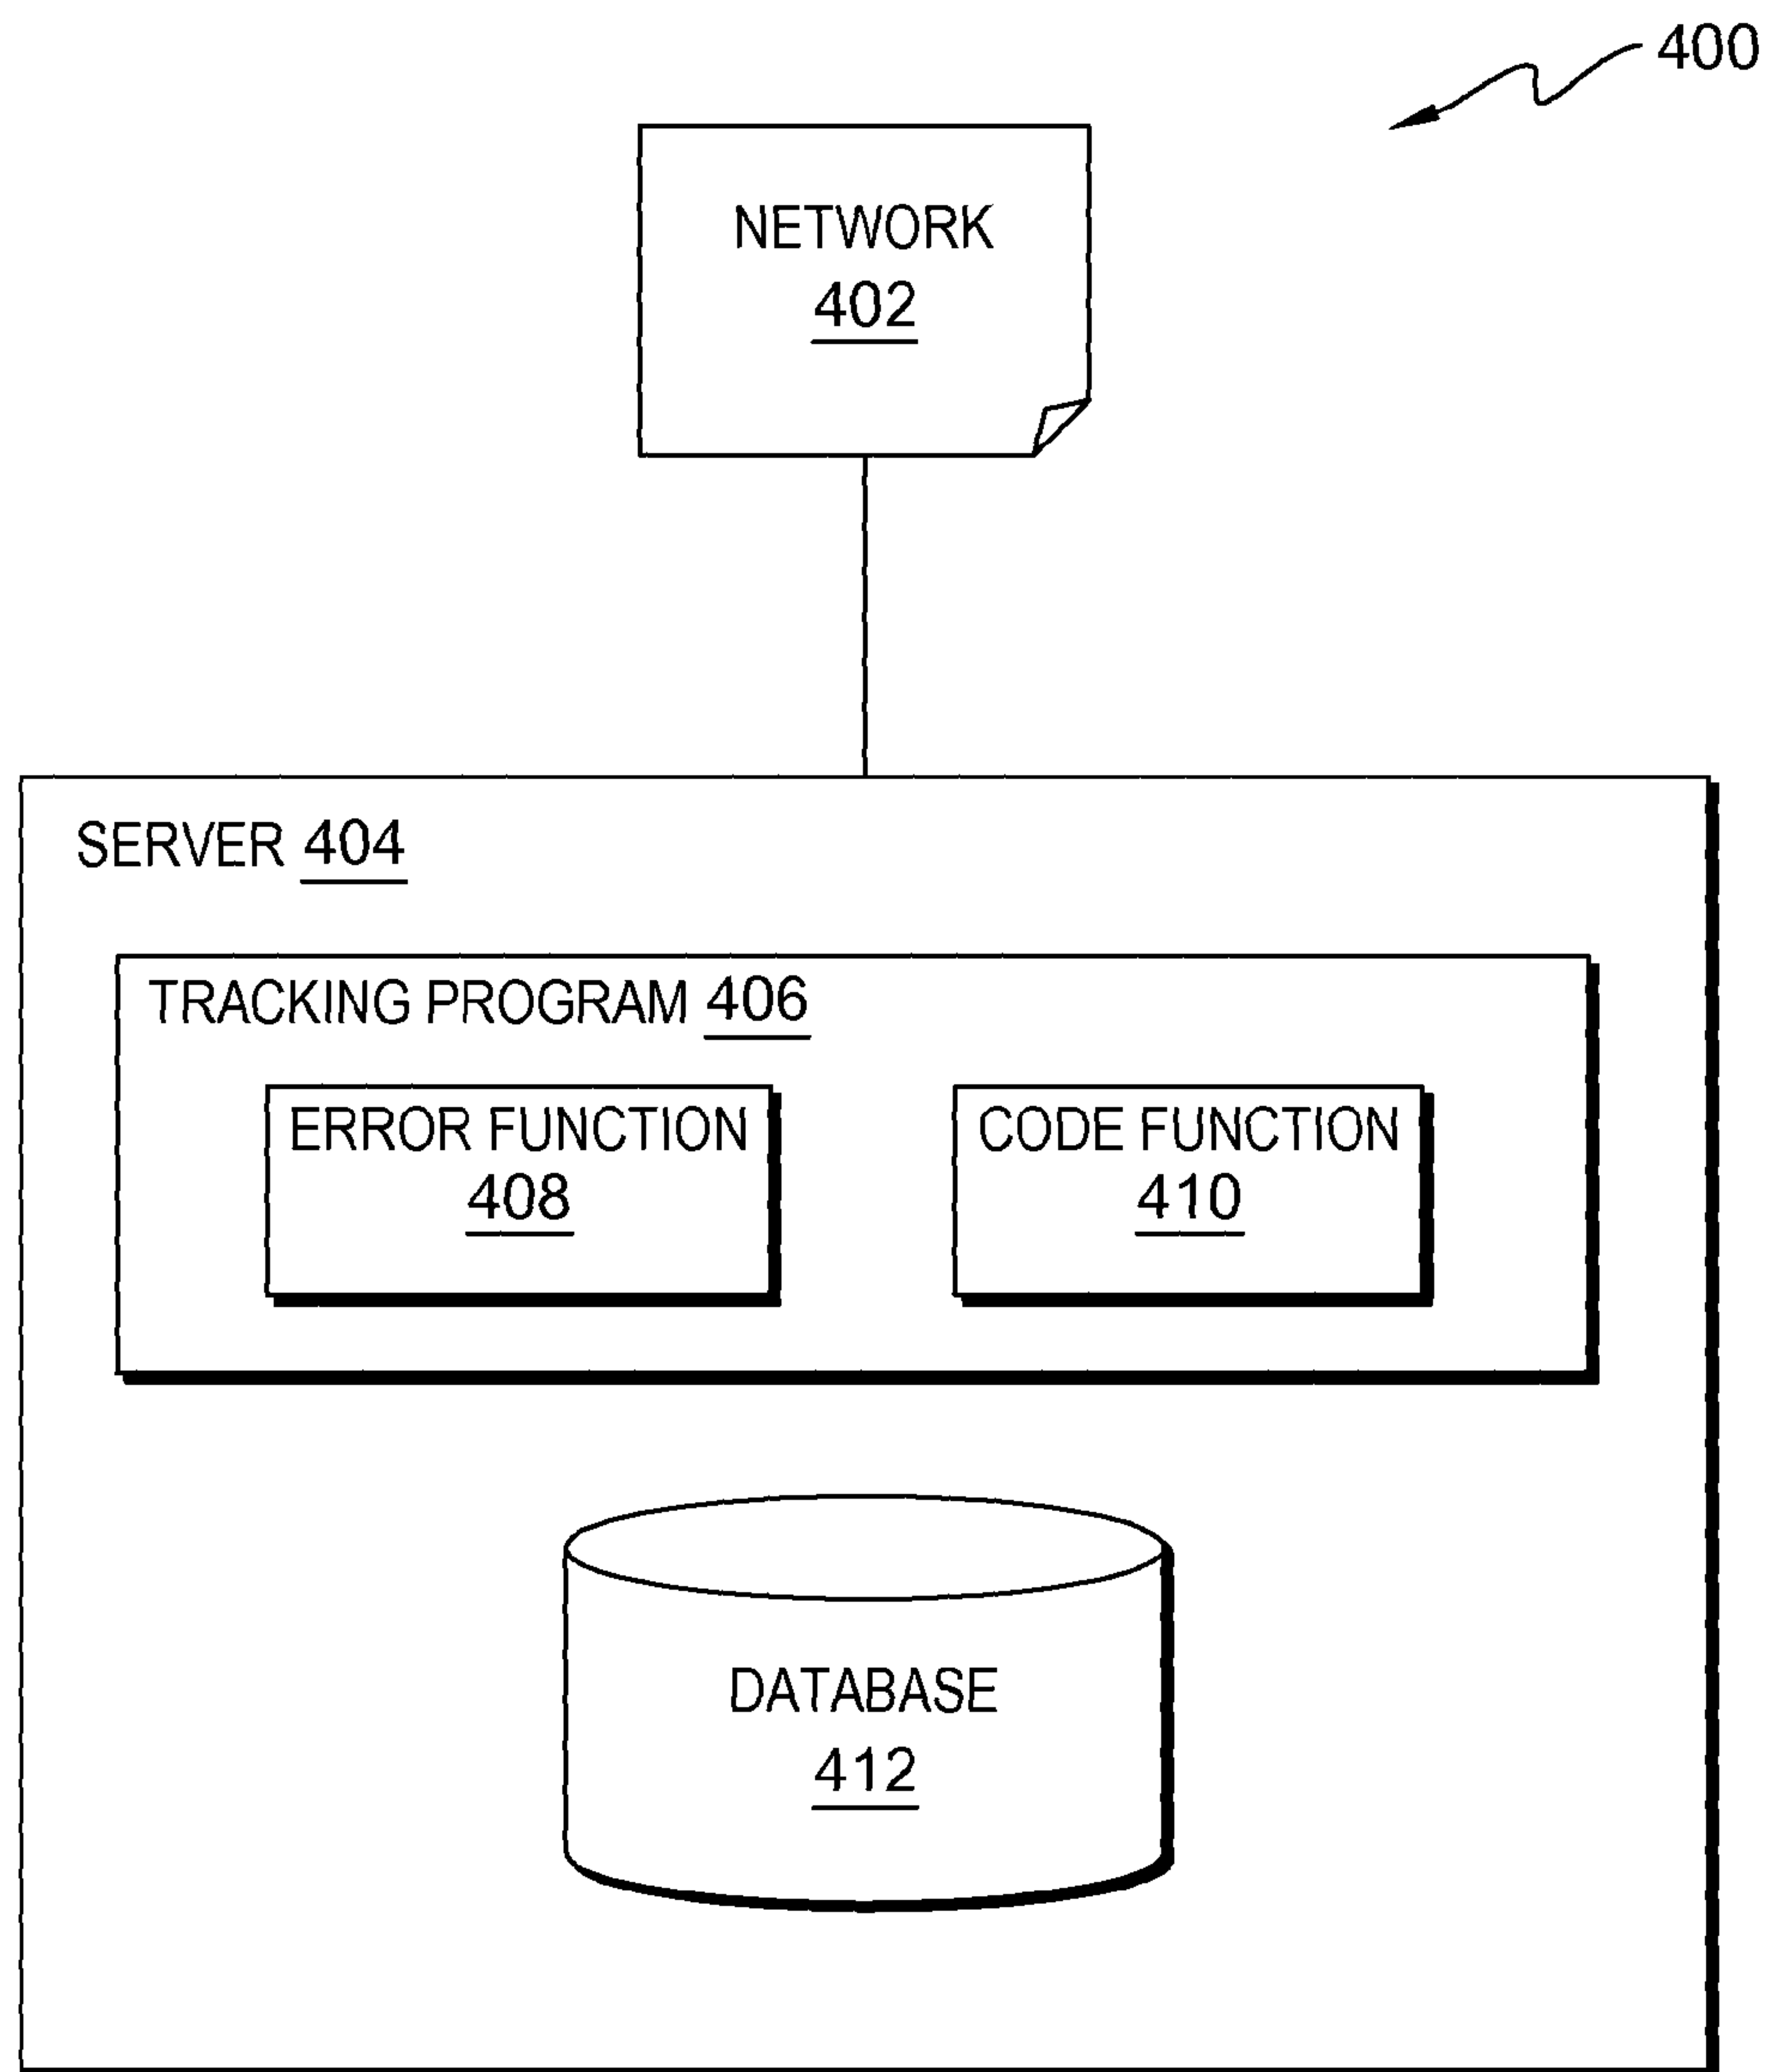 400
NETWORK
402
SERVER 404
TRACKING PROGRAM 406
ERROR FUNCTION
408
CODE FUNCTION
410
DATABASE
412